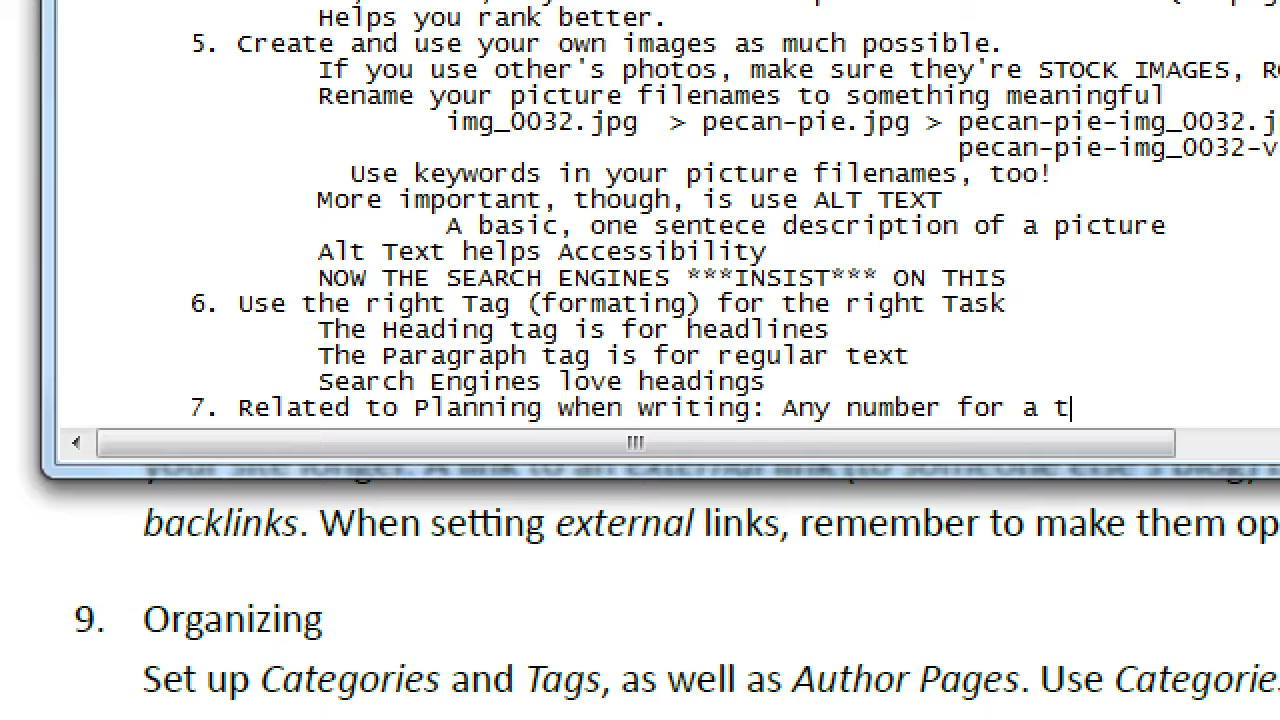 Helps you rank better.
5. Create and use your own images as much possible.
If you use other's photos, make sure they're STOCK IMAGES,
Rename your picture filenames to something meaningful
img_0032.jpg > pecan-pie.jpg > pecan-pie-img_0032.j
pecan-pie-img_0032-v
Use keywords in your picture filenames, too!
More important, though, is use ALT TEXT
A basic, one sentece description of a picture
Alt Text helps Accessibility
NOW THE SEARCH ENGINES ***INSIST*** ON THIS
6. Use the right Tag (formating) for the right Task
The Heading tag is for headlines
The Paragraph tag is for regular text
Search Engines love headings
7. Related to Planning when writing: Any number for a t
backlinks. When setting external links, remember to make them op
9. Organizing
Set up Categories and Tags, as well as Author Pages. Use Categorie